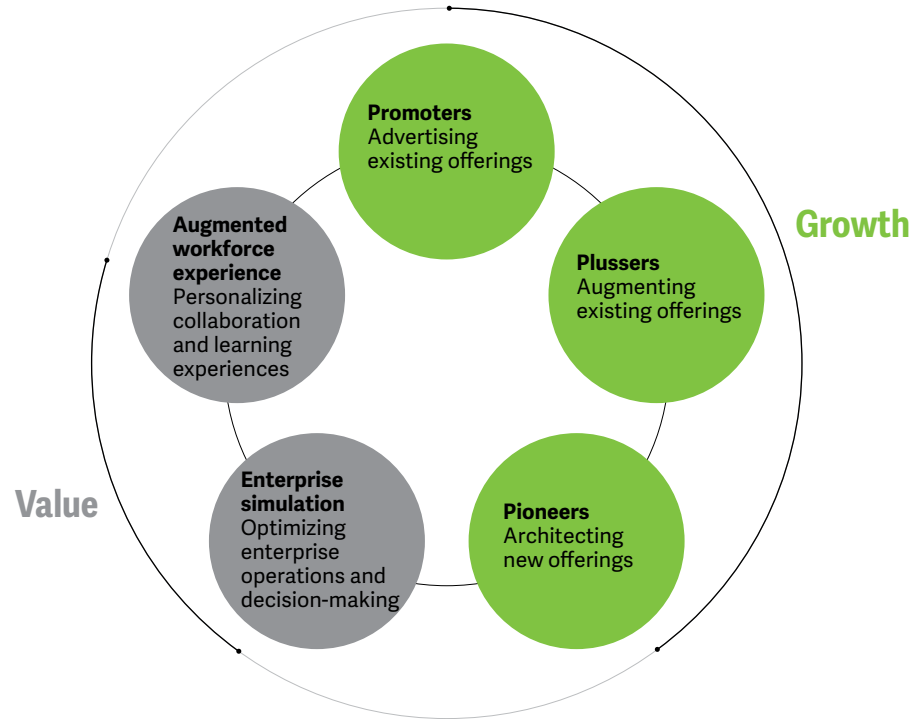 Promoters
Advertising
existing offerings
Growth
Plussers
Augmenting
existing offerings
Pioneers
Architecting
new offerings
Enterprise
simulation
Optimizing
enterprise
operations and
decision-making
Value
Augmented
workforce
experience
Personalizing
collaboration
and learning
experiences